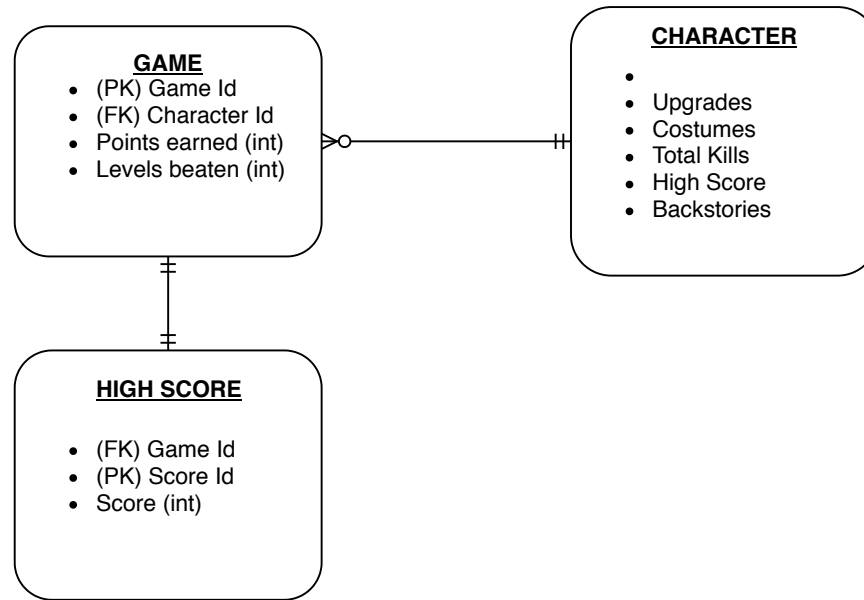 GAME
• (PK) Game Id
• (FK) Character Id
• Points earned (int)
• Levels beaten (int)
CHARACTER
•
• Upgrades
• Costumes
• Total Kills
• High Score
• Backstories
HIGH SCORE
• (FK) Game Id
• (PK) Score Id
• Score (int)